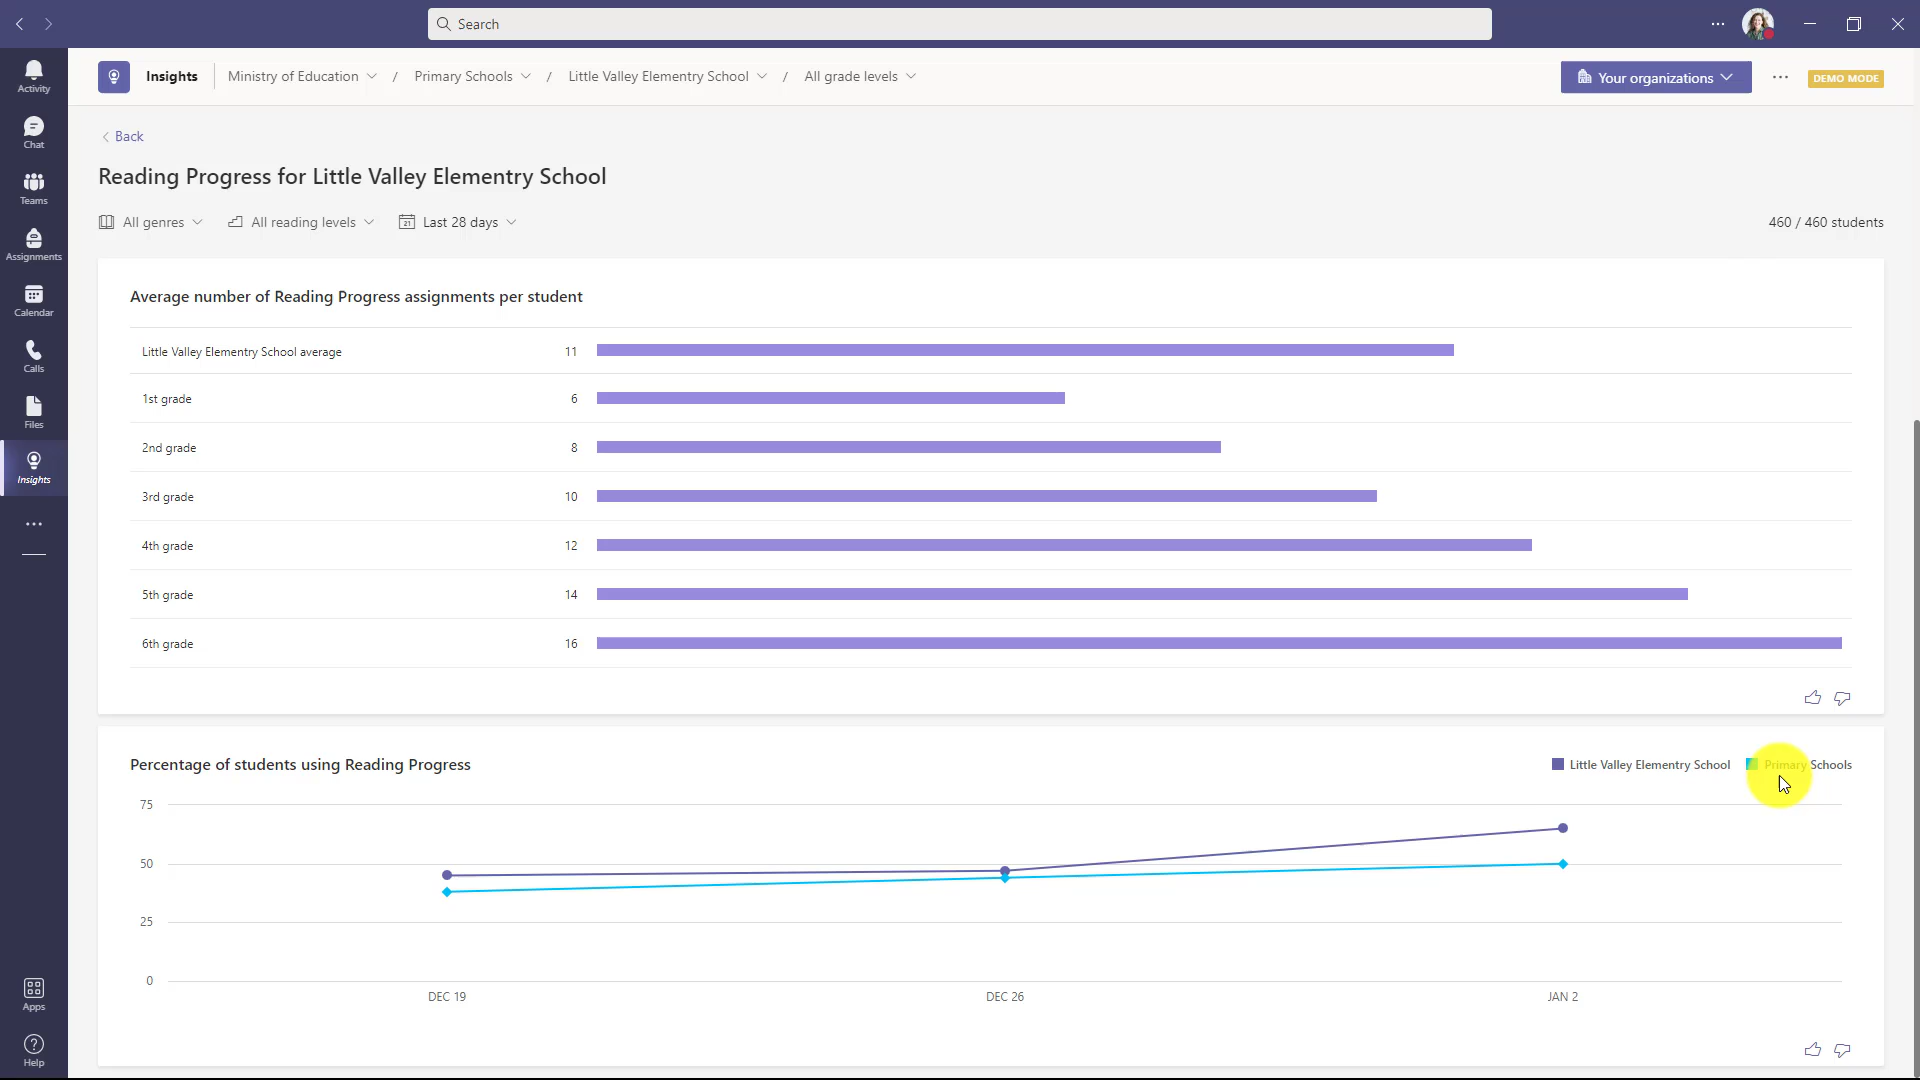 Search
Activity
Chat
Teams
Assignments
Calendar
Calls
Files
Insights
Apps
Help
Insights Ministry of Education / Primary Schools / Little Valley Elementry School / All grade levels
Your organizations
DEMO MODE
Back
Reading Progress for Little Valley Elementry School
All genres All reading levels 21 Last 28 days
460 / 460 students
Average number of Reading Progress assignments per student
Little Valley Elementry School average 11
1st grade 6
2nd grade 8
3rd grade 10
4th grade 12
5th grade 14
6th grade 16
Percentage of students using Reading Progress
Little Valley Elementry School Primary Schools
75
50
25
0
DEC 19 DEC 26 JAN 2